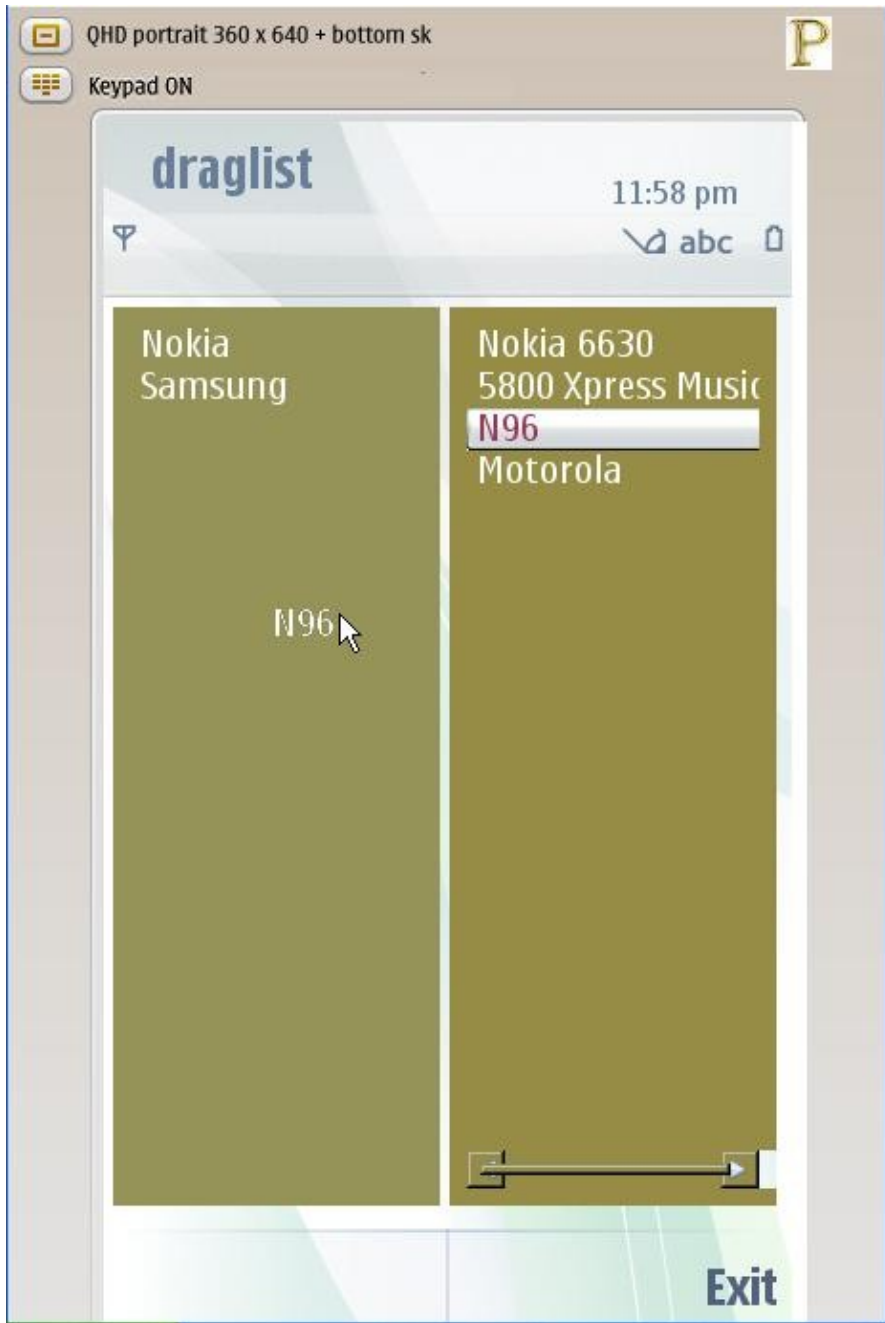 QHD portrait 360 x 640 + bottom sk
P
Keypad ON
draglist
11:58 pm
abc
Nokia
Samsung
N96
Nokia 6630
5800 Xpress Music
N96
Motorola
Exit